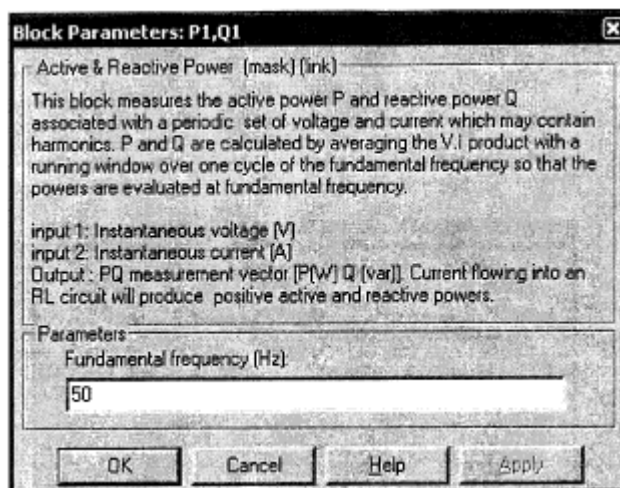 Block Parameters: P1,Q1
Active & Reactive Power (mask) (link)
This block measures the active power P and reactive power Q
associated with a periodic set of voltage and current which may contain
harmonics. P and Q are calculated by averaging the V.I product with a
running window over one cycle of the fundamental frequency so that the
powers are evaluated at fundamental frequency.
input 1: Instantaneous voltage (V)
input 2: Instantaneous current (A)
Output : PQ measurement vector [P(W) Q (var)]. Current flowing into an
RL circuit will produce positive active and reactive powers.
Parameters
Fundamental frequency (Hz):
50
OK
Cancel
Help
Apply